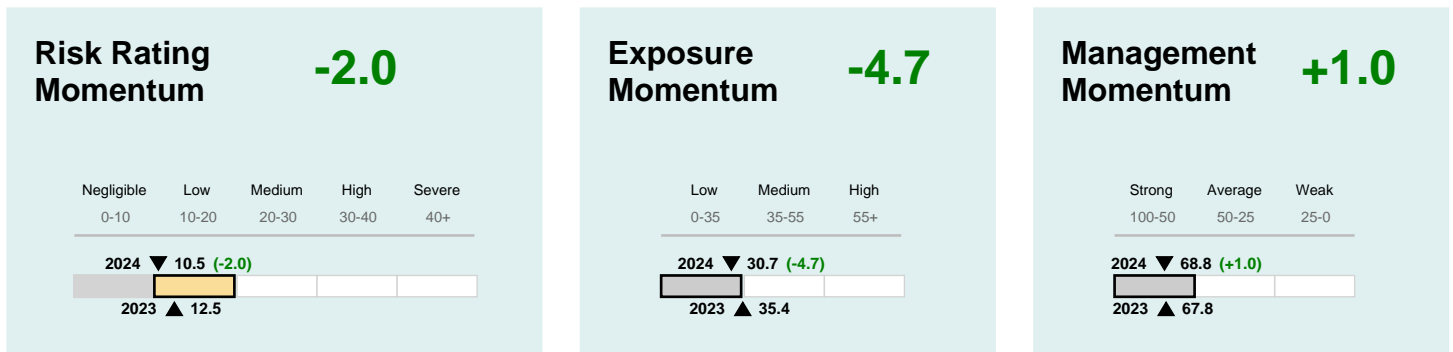 Risk Rating
Momentum
-2.0
Negligible Low Medium High Severe
0-10 10-20 20-30 30-40 40+
2024 ▼ 10.5 (-2.0)
2023 ▲ 12.5
Exposure
Momentum
-4.7
Low Medium High
0-35 35-55 55+
2024 ▼ 30.7 (-4.7)
2023 ▲ 35.4
Management
Momentum
+1.0
Strong Average Weak
100-50 50-25 25-0
2024 ▼ 68.8 (+1.0)
2023 ▲ 67.8